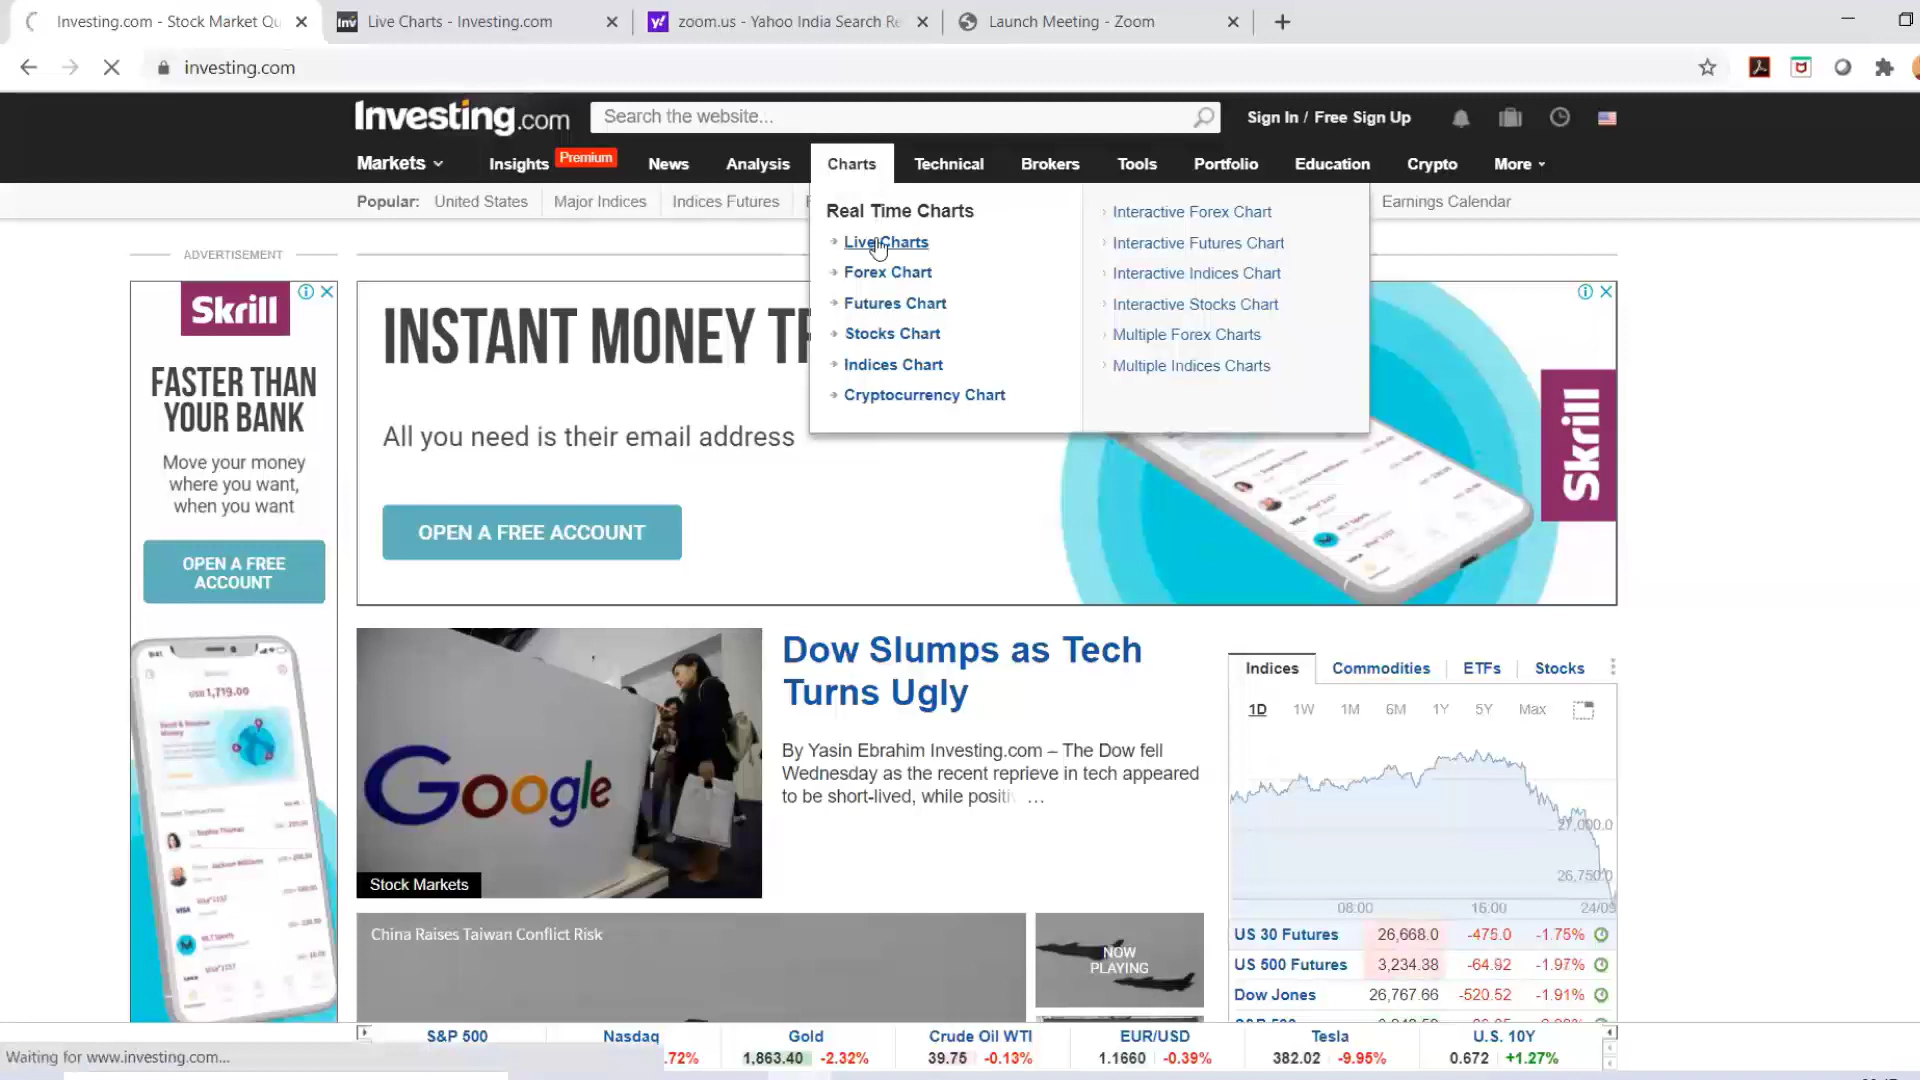 Investing.com - Stock Market Qu
Live Charts - Investing.com
zoom.us - Yahoo India Search Re
Launch Meeting - Zoom
investing.com
Investing.com
Search the website...
Sign In / Free Sign Up
Markets
Insights
Premium
News
Analysis
Charts
Technical
Brokers
Tools
Portfolio
Education
Crypto
More
Popular:
United States
Major Indices
Indices Futures
Earnings Calendar
Real Time Charts
Live Charts
Forex Chart
Futures Chart
Stocks Chart
Indices Chart
Cryptocurrency Chart
Interactive Forex Chart
Interactive Futures Chart
Interactive Indices Chart
Interactive Stocks Chart
Multiple Forex Charts
Multiple Indices Charts
ADVERTISEMENT
Skrill
FASTER THAN
YOUR BANK
Move your money
where you want,
when you want
OPEN A FREE
ACCOUNT
USD 1,719.00
INSTANT MONEY TR
All you need is their email address
OPEN A FREE ACCOUNT
VISA
Skrill
Google
Stock Markets
Dow Slumps as Tech
Turns Ugly
By Yasin Ebrahim Investing.com – The Dow fell
Wednesday as the recent reprieve in tech appeared
to be short-lived, while positi ...
China Raises Taiwan Conflict Risk
NOW
PLAYING
Indices
Commodities
ETFs
Stocks
1D 1W 1M 6M 1Y 5Y Max
27,000.0
26,750.0
08:00 16:00 24/09
US 30 Futures 26,668.0 -475.0 -1.75%
US 500 Futures 3,234.38 -64.92 -1.97%
Dow Jones 26,767.66 -520.52 -1.91%
S&P 500 Nasdaq Gold Crude Oil WTI EUR/USD Tesla U.S. 10Y
.72% 1,863.40 -2.32% 39.75 -0.13% 1.1660 -0.39% 382.02 -9.95% 0.672 +1.27%
Waiting for www.investing.com...